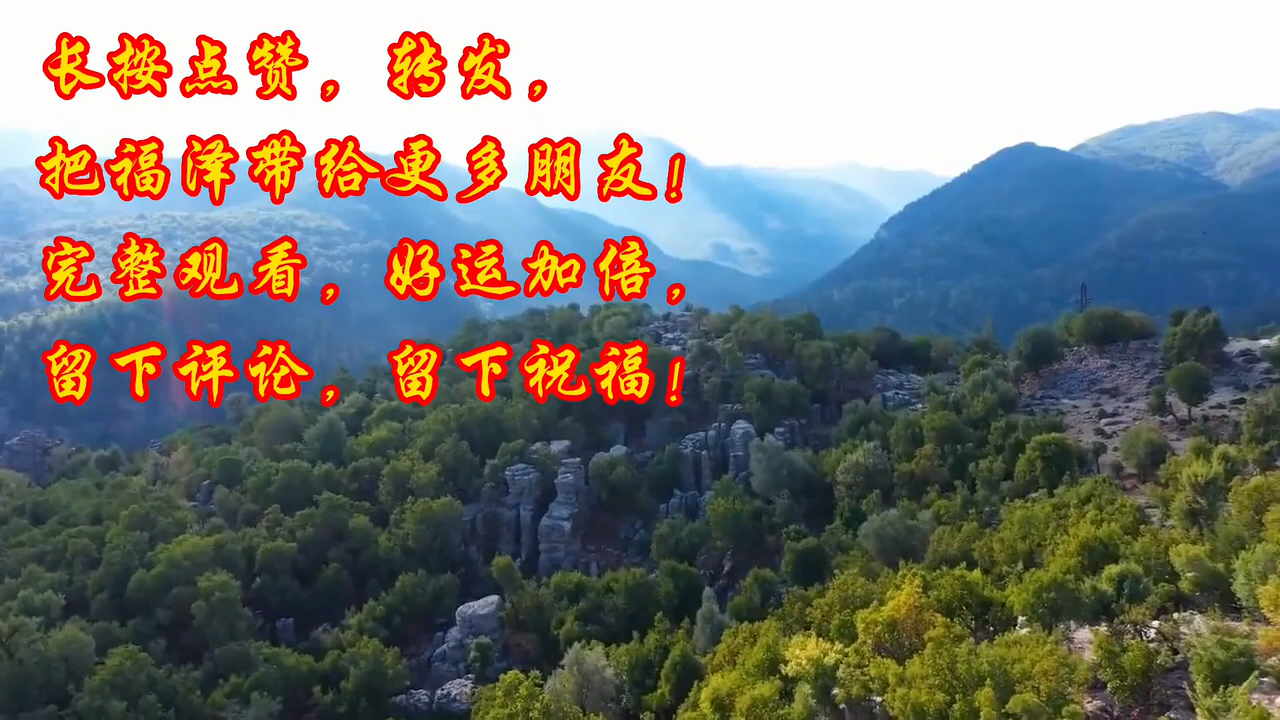 长按点赞，转发，
把福泽带给更多朋友！
完整观看，好运加倍，
留下评论，留下祝福！